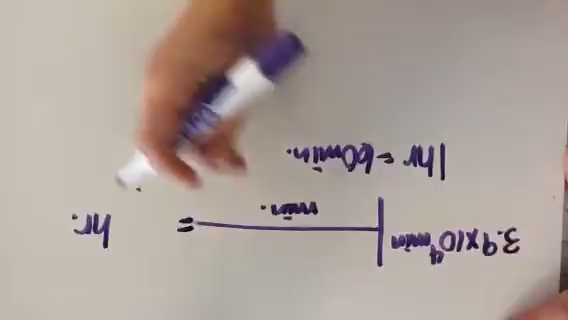 3.9x10⁴min = hr.
min.
1hr = 60min.